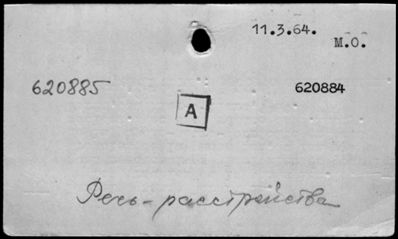 11.3.64.
М.О.
620885
620884
А
Речь - расстройства